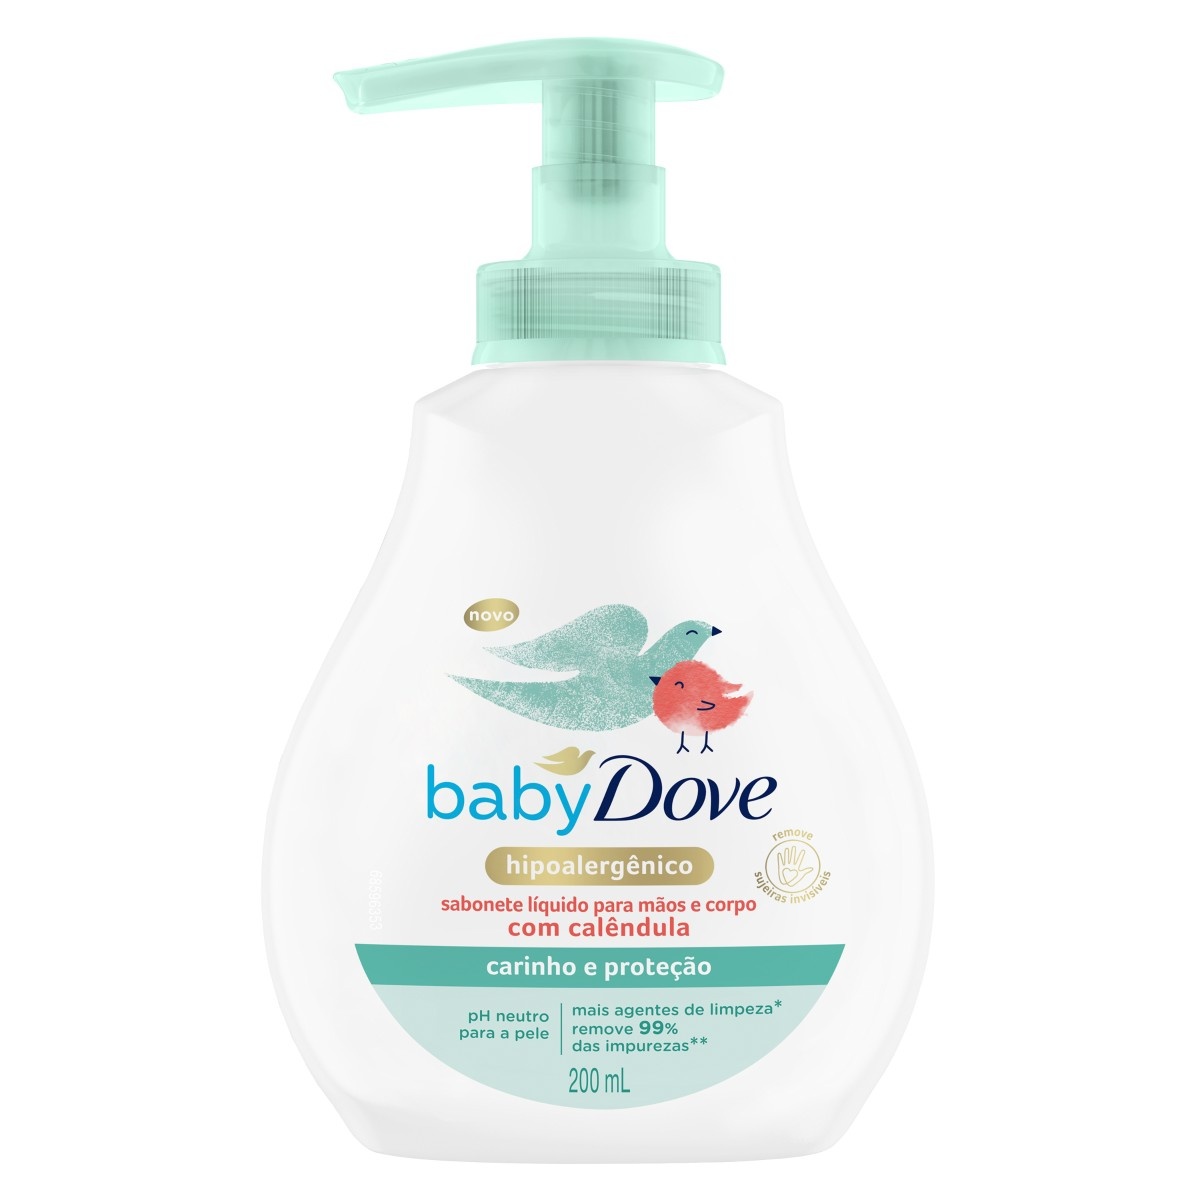 novo
baby Dove
hipoalergênico
remove
sujeiras invisíveis
sabonete líquido para mãos e corpo
com calêndula
carinho e proteção
pH neutro
para a pele
mais agentes de limpeza*
remove 99%
das impurezas**
200 mL